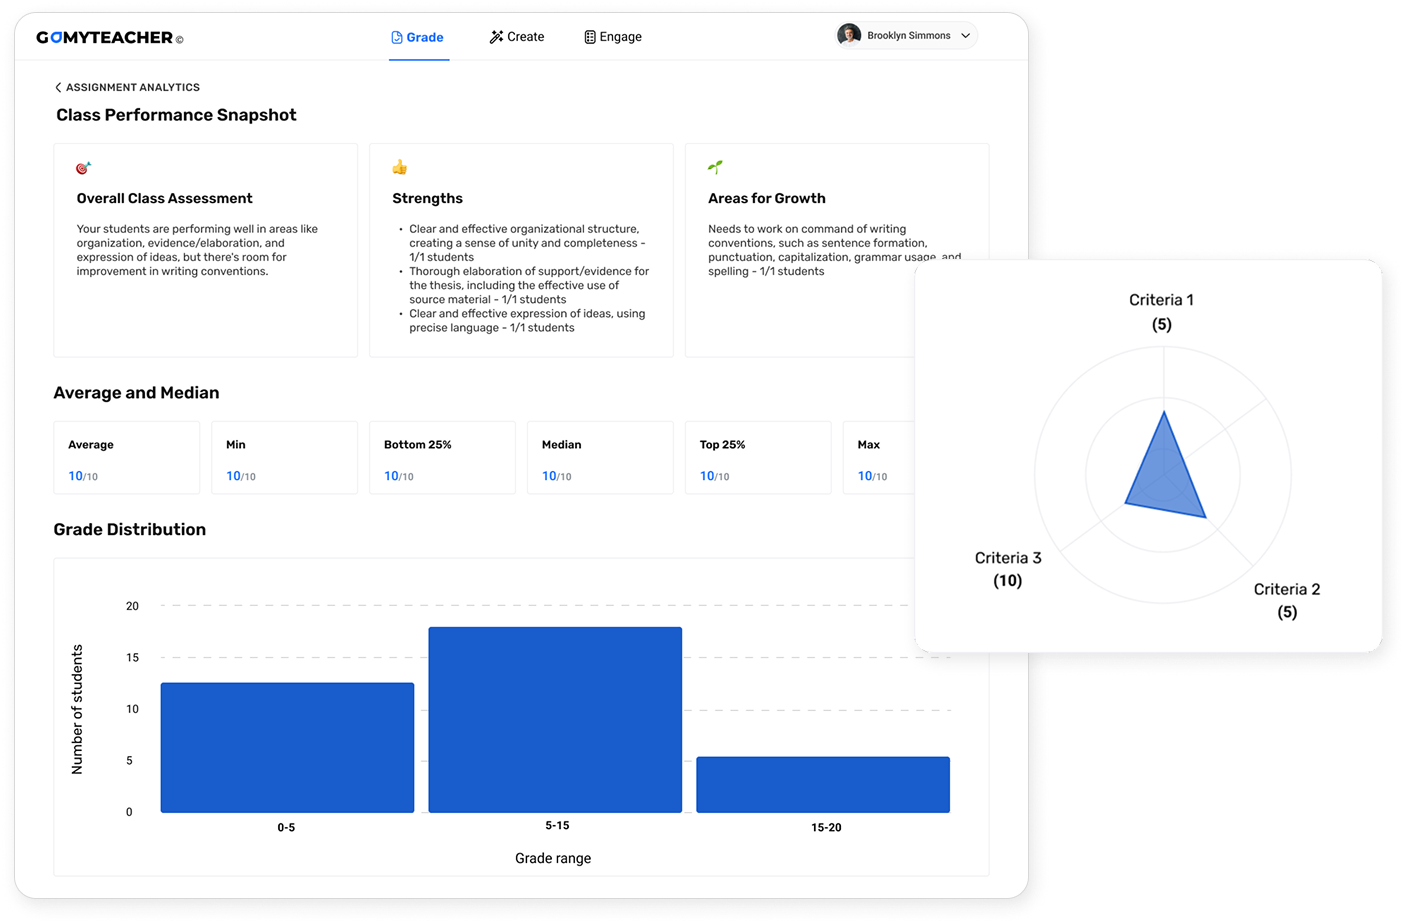 GOMYTEACHER ©
Grade
Create
Engage
Brooklyn Simmons
ASSIGNMENT ANALYTICS
Class Performance Snapshot
Overall Class Assessment
Your students are performing well in areas like
organization, evidence/elaboration, and
expression of ideas, but there's room for
improvement in writing conventions.
Strengths
• Clear and effective organizational structure,
creating a sense of unity and completeness -
1/1 students
• Thorough elaboration of support/evidence for
the thesis, including the effective use of
source material - 1/1 students
• Clear and effective expression of ideas, using
precise language - 1/1 students
Areas for Growth
Needs to work on command of writing
conventions, such as sentence formation,
punctuation, capitalization, grammar usage, and
spelling - 1/1 students
Average and Median
Average
10/10
Min
10/10
Bottom 25%
10/10
Median
10/10
Top 25%
10/10
Max
10/10
Grade Distribution
Number of students
20
15
10
5
0
0-5
5-15
15-20
Grade range
Criteria 1
(5)
Criteria 3
(10)
Criteria 2
(5)